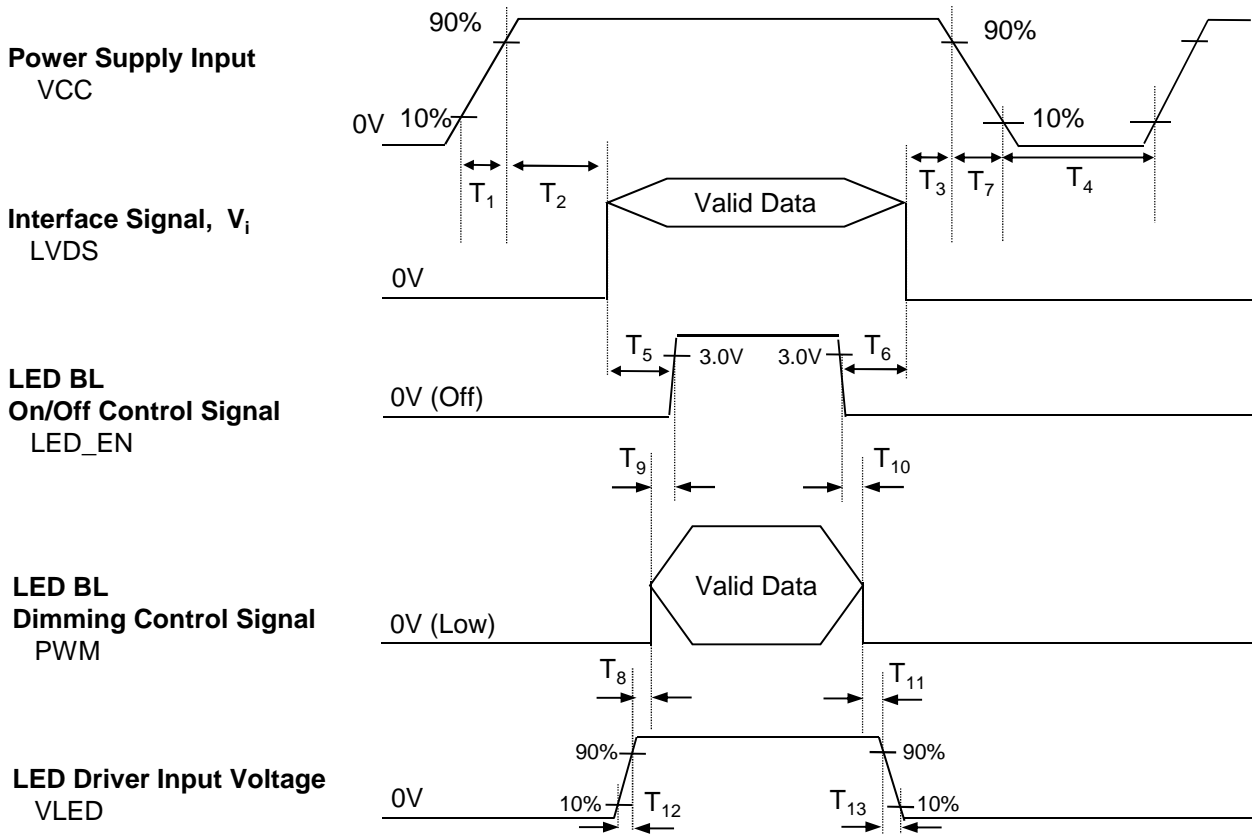 Power Supply Input
VCC
0V
10%
90%
90%
10%
T1
T2
T3
T7
T4
Interface Signal, Vi
LVDS
0V
Valid Data
LED BL
On/Off Control Signal
LED_EN
0V (Off)
T5
3.0V
3.0V
T6
T9
T10
LED BL
Dimming Control Signal
PWM
0V (Low)
Valid Data
T8
T11
LED Driver Input Voltage
VLED
0V
90%
10%
T12
T13
90%
10%